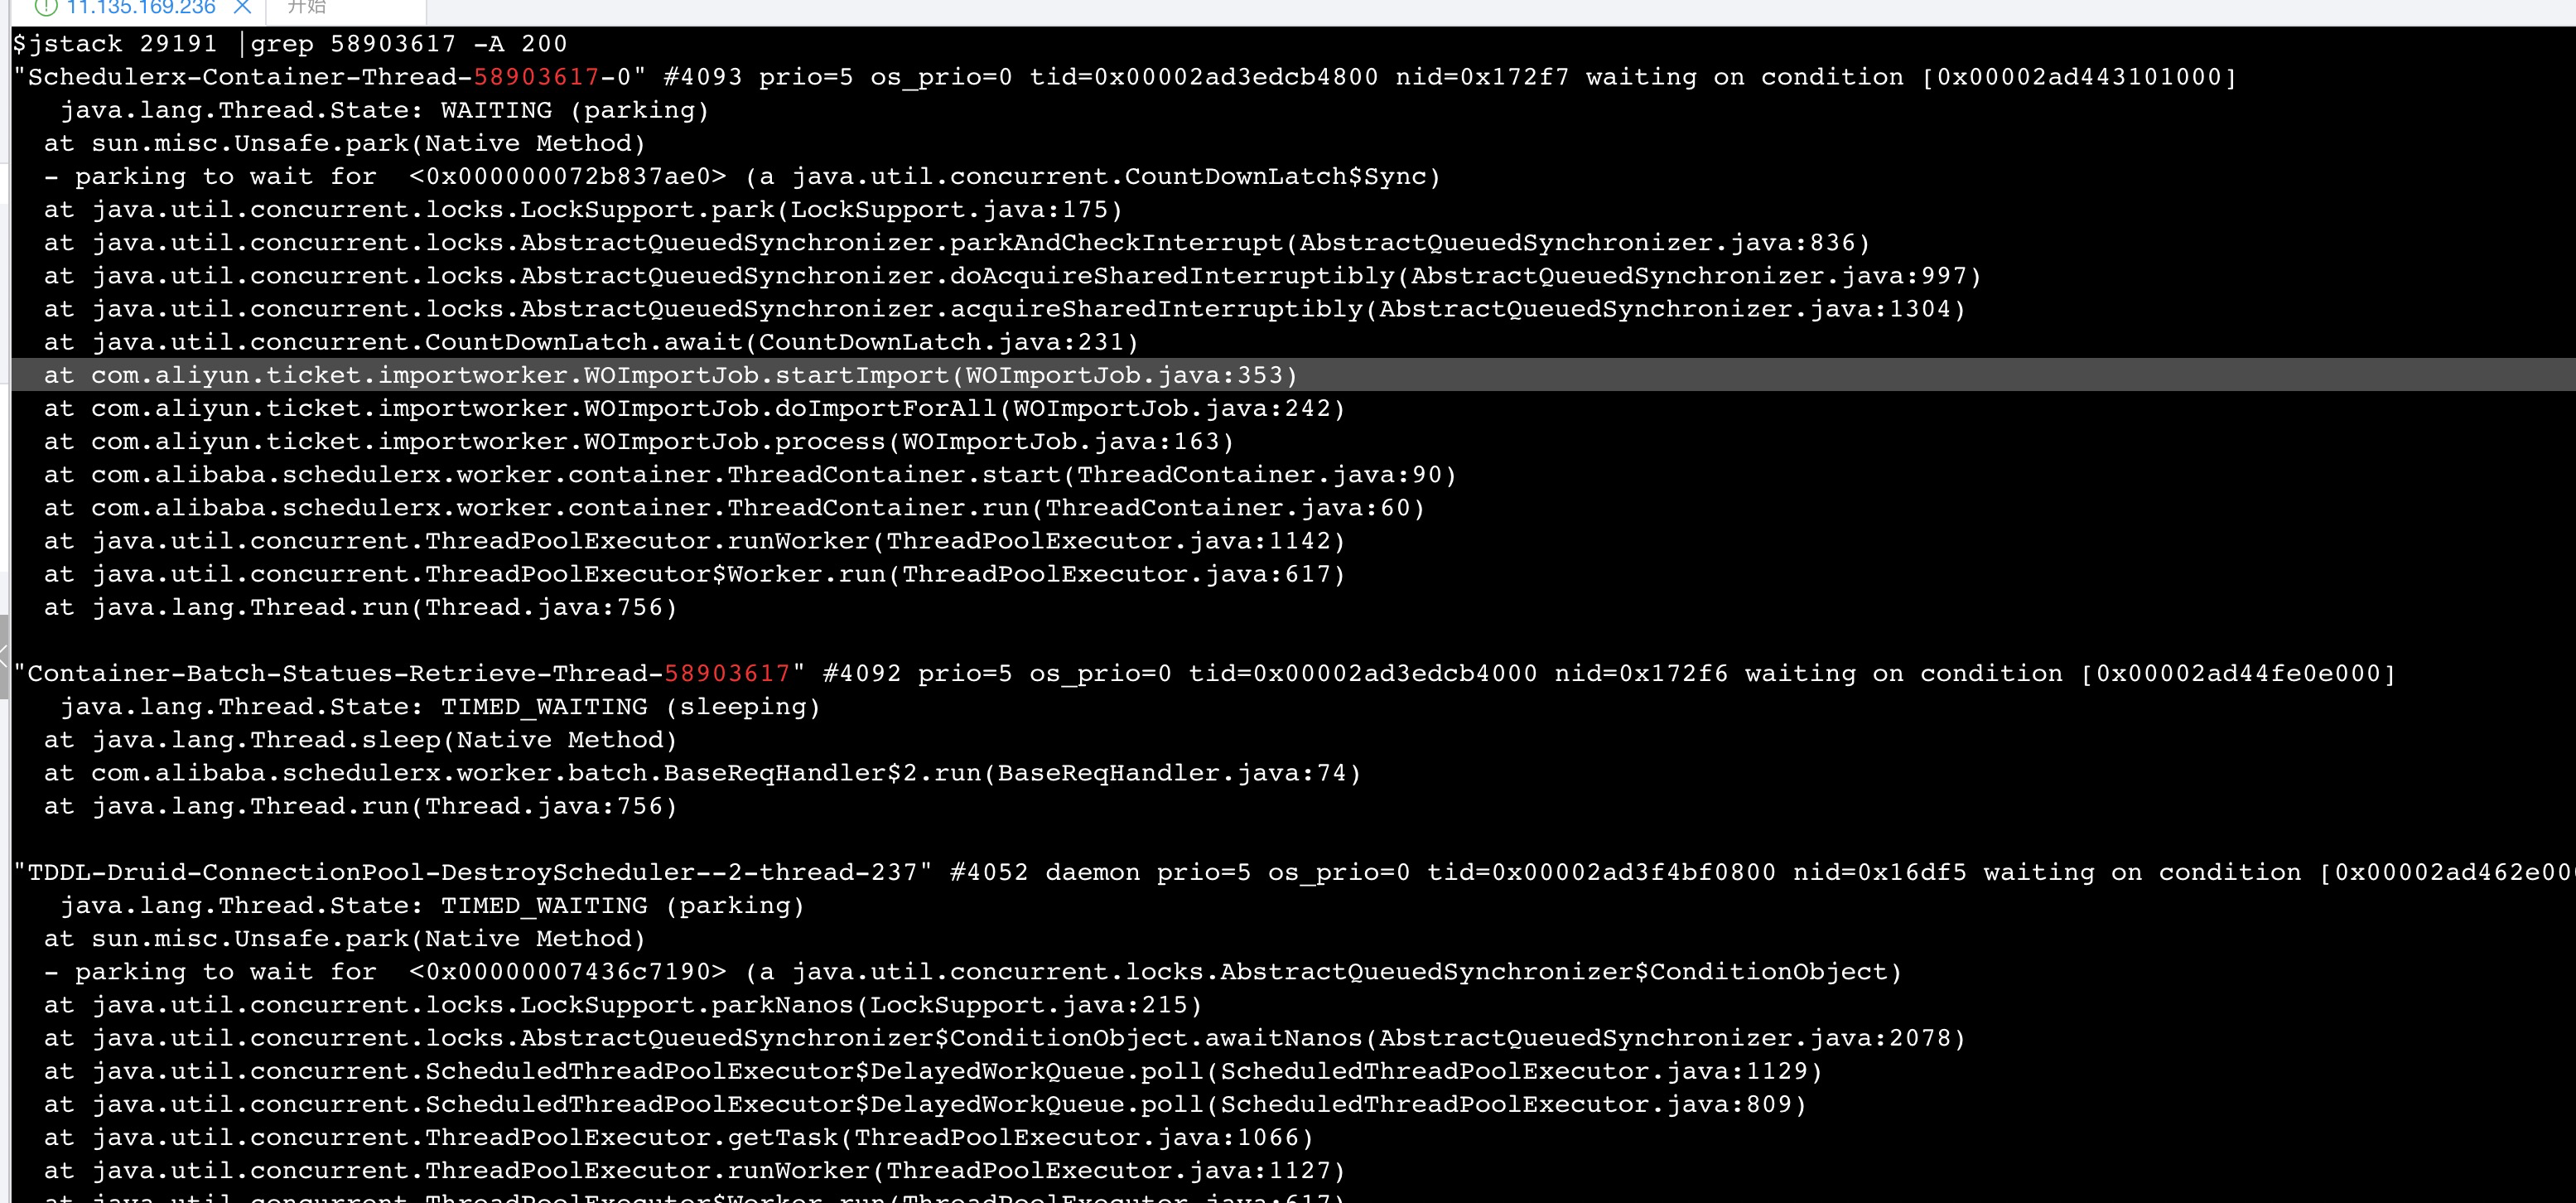 11.135.169.236
开始
$jstack 29191 |grep 58903617 -A 200
"Schedulerx-Container-Thread-58903617-0" #4093 prio=5 os_prio=0 tid=0x00002ad3edcb4800 nid=0x172f7 waiting on condition [0x00002ad443101000]
java.lang.Thread.State: WAITING (parking)
at sun.misc.Unsafe.park(Native Method)
- parking to wait for  <0x000000072b837ae0> (a java.util.concurrent.CountDownLatch$Sync)
at java.util.concurrent.locks.LockSupport.park(LockSupport.java:175)
at java.util.concurrent.locks.AbstractQueuedSynchronizer.parkAndCheckInterrupt(AbstractQueuedSynchronizer.java:836)
at java.util.concurrent.locks.AbstractQueuedSynchronizer.doAcquireSharedInterruptibly(AbstractQueuedSynchronizer.java:997)
at java.util.concurrent.locks.AbstractQueuedSynchronizer.acquireSharedInterruptibly(AbstractQueuedSynchronizer.java:1304)
at java.util.concurrent.CountDownLatch.await(CountDownLatch.java:231)
at com.aliyun.ticket.importworker.WOImportJob.startImport(WOImportJob.java:353)
at com.aliyun.ticket.importworker.WOImportJob.doImportForAll(WOImportJob.java:242)
at com.aliyun.ticket.importworker.WOImportJob.process(WOImportJob.java:163)
at com.alibaba.schedulerx.worker.container.ThreadContainer.start(ThreadContainer.java:90)
at com.alibaba.schedulerx.worker.container.ThreadContainer.run(ThreadContainer.java:60)
at java.util.concurrent.ThreadPoolExecutor.runWorker(ThreadPoolExecutor.java:1142)
at java.util.concurrent.ThreadPoolExecutor$Worker.run(ThreadPoolExecutor.java:617)
at java.lang.Thread.run(Thread.java:756)
"Container-Batch-Statues-Retrieve-Thread-58903617" #4092 prio=5 os_prio=0 tid=0x00002ad3edcb4000 nid=0x172f6 waiting on condition [0x00002ad44fe0e000]
java.lang.Thread.State: TIMED_WAITING (sleeping)
at java.lang.Thread.sleep(Native Method)
at com.alibaba.schedulerx.worker.batch.BaseReqHandler$2.run(BaseReqHandler.java:74)
at java.lang.Thread.run(Thread.java:756)
"TDDL-Druid-ConnectionPool-DestroyScheduler--2-thread-237" #4052 daemon prio=5 os_prio=0 tid=0x00002ad3f4bf0800 nid=0x16df5 waiting on condition [0x00002ad462e00
java.lang.Thread.State: TIMED_WAITING (parking)
at sun.misc.Unsafe.park(Native Method)
- parking to wait for  <0x00000007436c7190> (a java.util.concurrent.locks.AbstractQueuedSynchronizer$ConditionObject)
at java.util.concurrent.locks.LockSupport.parkNanos(LockSupport.java:215)
at java.util.concurrent.locks.AbstractQueuedSynchronizer$ConditionObject.awaitNanos(AbstractQueuedSynchronizer.java:2078)
at java.util.concurrent.ScheduledThreadPoolExecutor$DelayedWorkQueue.poll(ScheduledThreadPoolExecutor.java:1129)
at java.util.concurrent.ScheduledThreadPoolExecutor$DelayedWorkQueue.poll(ScheduledThreadPoolExecutor.java:809)
at java.util.concurrent.ThreadPoolExecutor.getTask(ThreadPoolExecutor.java:1066)
at java.util.concurrent.ThreadPoolExecutor.runWorker(ThreadPoolExecutor.java:1127)
at java.util.concurrent.ThreadPoolExecutor$Worker.run(ThreadPoolExecutor.java:617)